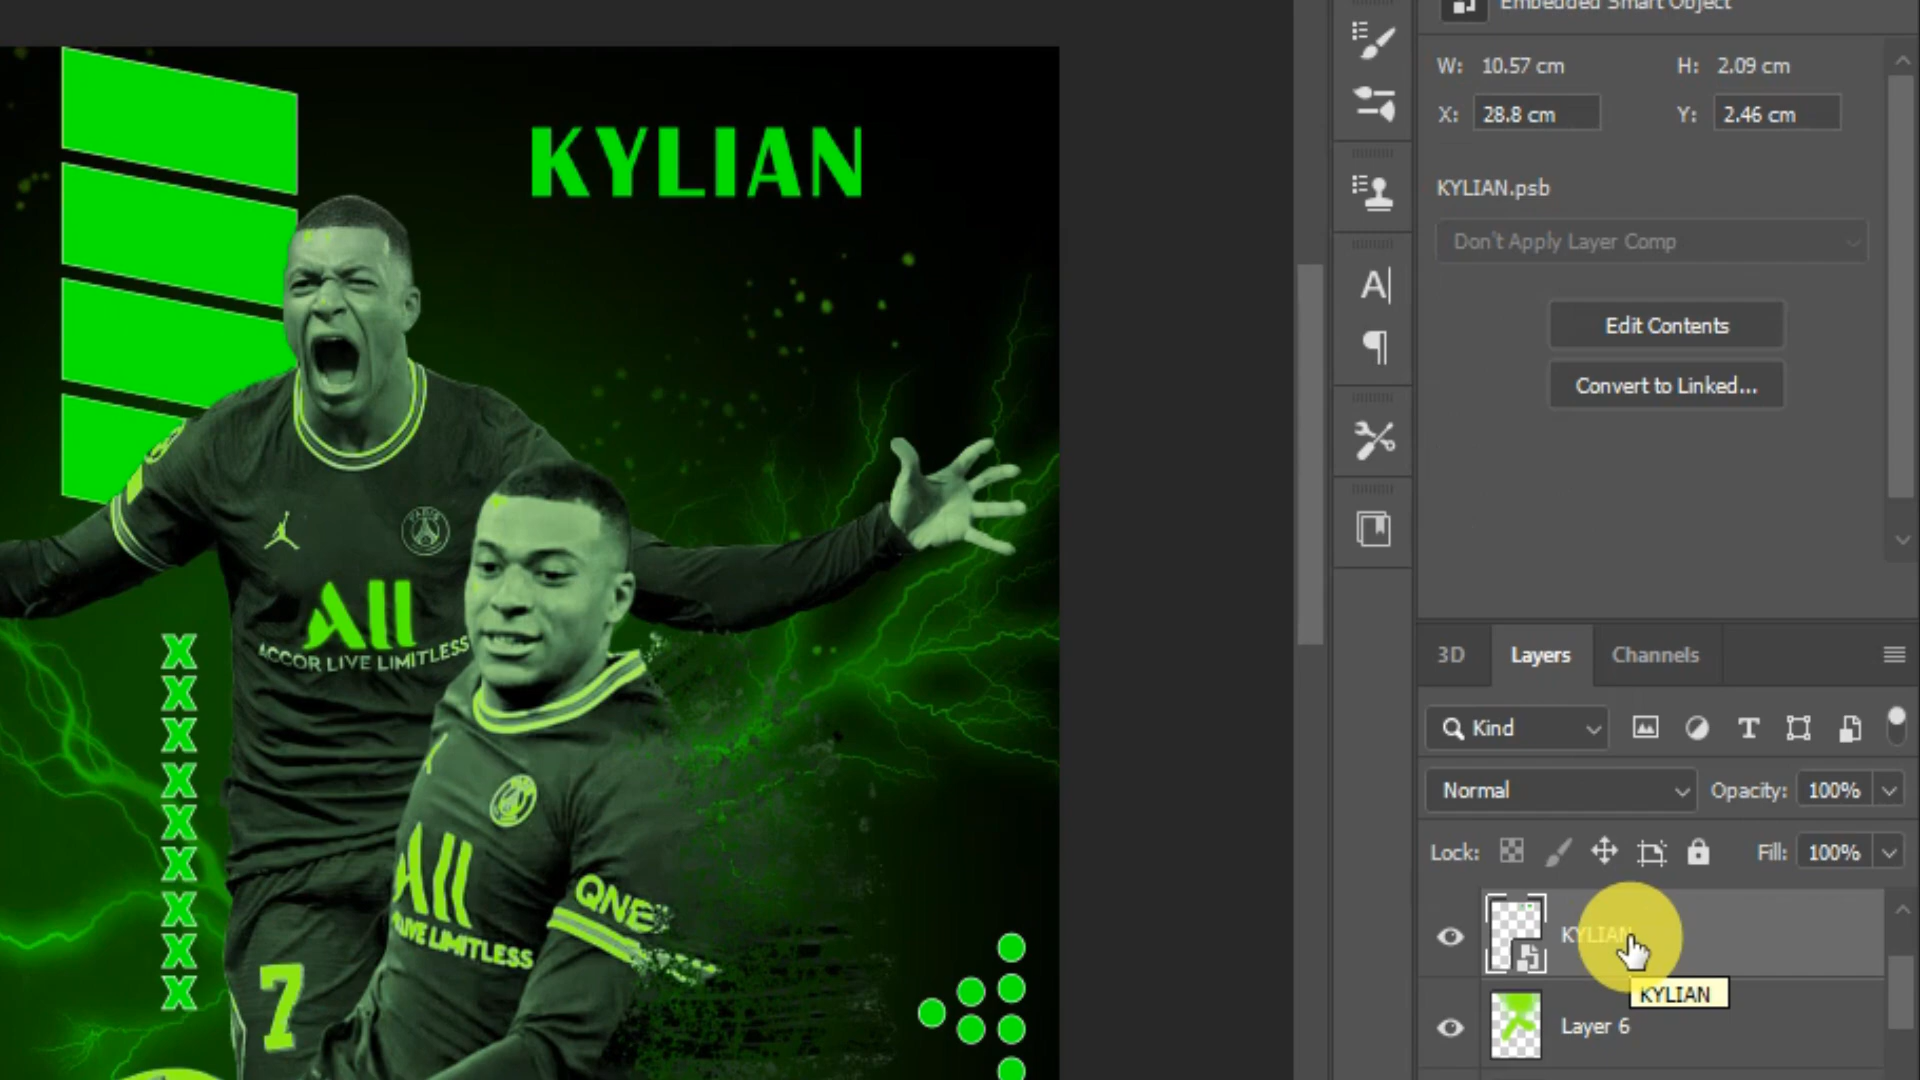 Embedded Smart Object
W: 10.57 cm H: 2.09 cm
X: 28.8 cm Y: 2.46 cm
KYLIAN.psb
Don't Apply Layer Comp
Edit Contents
Convert to Linked...
3D Layers Channels
Kind
Normal Opacity: 100%
Lock: Fill: 100%
KYLIAN
KYLIAN
Layer 6
KYLIAN
PARIS
All
ACCOR LIVE LIMITLESS
X
X
X
X
X
X
X
X
X
All
LIVE LIMITLESS
QNB
7